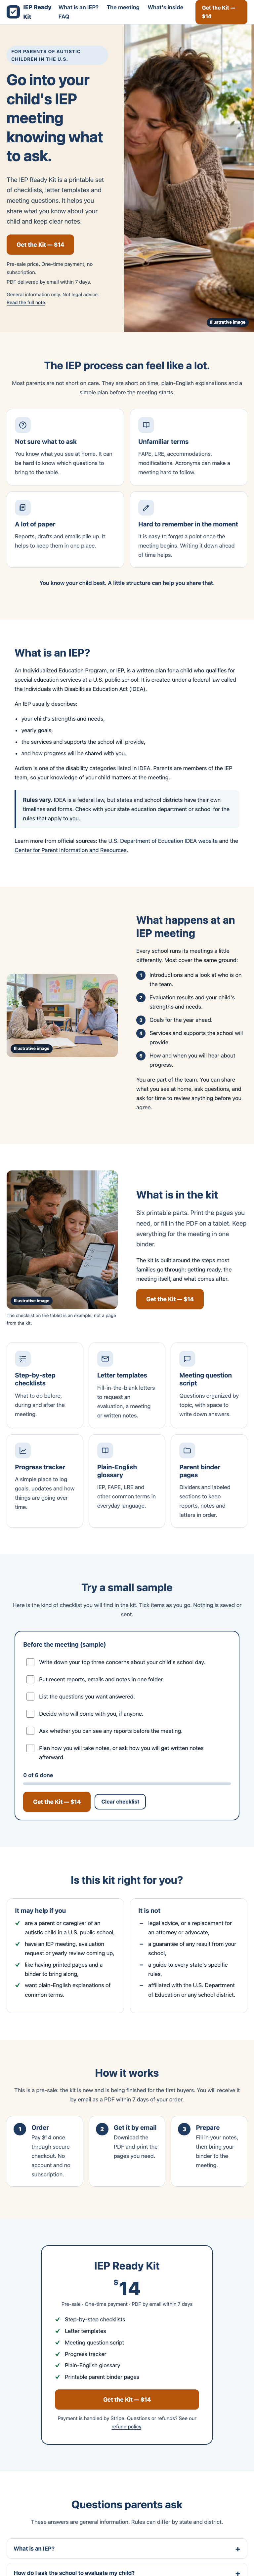 IEP Ready Kit
What is an IEP?
The meeting
What's inside
FAQ
Get the Kit — $14
FOR PARENTS OF AUTISTIC
CHILDREN IN THE U.S.
Go into your
child's IEP
meeting
knowing what
to ask.
The IEP Ready Kit is a printable set
of checklists, letter templates and
meeting questions. It helps you
share what you know about your
child and keep clear notes.
Get the Kit — $14
Pre-sale price. One-time payment, no
subscription.
PDF delivered by email within 7 days.
General information only. Not legal advice.
Read the full note.
Illustrative image
The IEP process can feel like a lot.
Most parents are not short on care. They are short on time, plain-English explanations and a
simple plan before the meeting starts.
Not sure what to ask
You know what you see at home. It can
be hard to know which questions to
bring to the table.
Unfamiliar terms
FAPE, LRE, accommodations,
modifications. Acronyms can make a
meeting hard to follow.
A lot of paper
Reports, drafts and emails pile up. It
helps to keep them in one place.
Hard to remember in the moment
It is easy to forget a point once the
meeting begins. Writing it down ahead
of time helps.
You know your child best. A little structure can help you share that.
What is an IEP?
An Individualized Education Program, or IEP, is a written plan for a child who qualifies for
special education services at a U.S. public school. It is created under a federal law called
the Individuals with Disabilities Education Act (IDEA).
An IEP usually describes:
• your child's strengths and needs,
• yearly goals,
• the services and supports the school will provide,
• and how progress will be shared with you.
Autism is one of the disability categories listed in IDEA. Parents are members of the IEP
team, so your knowledge of your child matters at the meeting.
Rules vary. IDEA is a federal law, but states and school districts have their own
timelines and forms. Check with your state education department or school for the
rules that apply to you.
Learn more from official sources: the U.S. Department of Education IDEA website and the
Center for Parent Information and Resources.
What happens at an
IEP meeting
Every school runs its meetings a little
differently. Most cover the same ground:
1 Introductions and a look at who is on
the team.
2 Evaluation results and your child's
strengths and needs.
3 Goals for the year ahead.
4 Services and supports the school will
provide.
5 How and when you will hear about
progress.
You are part of the team. You can share
what you see at home, ask questions, and
ask for time to review anything before you
agree.
Illustrative image
Illustrative image
The checklist on the tablet is an example, not a page
from the kit.
What is in the kit
Six printable parts. Print the pages you
need, or fill in the PDF on a tablet. Keep
everything for the meeting in one
binder.
The kit is built around the steps most
families go through: getting ready, the
meeting itself, and what comes after.
Get the Kit — $14
Step-by-step
checklists
What to do before,
during and after the
meeting.
Letter templates
Fill-in-the-blank letters
to request an
evaluation, a meeting
or written notes.
Meeting question
script
Questions organized by
topic, with space to
write down answers.
Progress tracker
A simple place to log
goals, updates and how
things are going over
time.
Plain-English
glossary
IEP, FAPE, LRE and
other common terms in
everyday language.
Parent binder
pages
Dividers and labeled
sections to keep
reports, notes and
letters in order.
Try a small sample
Here is the kind of checklist you will find in the kit. Tick items as you go. Nothing is saved or
sent.
Before the meeting (sample)
Write down your top three concerns about your child's school day.
Put recent reports, emails and notes in one folder.
List the questions you want answered.
Decide who will come with you, if anyone.
Ask whether you can see any reports before the meeting.
Plan how you will take notes, or ask how you will get written notes
afterward.
0 of 6 done
Get the Kit — $14
Clear checklist
Is this kit right for you?
It may help if you
are a parent or caregiver of an
autistic child in a U.S. public school,
have an IEP meeting, evaluation
request or yearly review coming up,
like having printed pages and a
binder to bring along,
want plain-English explanations of
common terms.
It is not
– legal advice, or a replacement for
an attorney or advocate,
– a guarantee of any result from your
school,
– a guide to every state's specific
rules,
– affiliated with the U.S. Department
of Education or any school district.
How it works
This is a pre-sale: the kit is new and is being finished for the first buyers. You will receive it
by email as a PDF within 7 days of your order.
1 Order
Pay $14 once
through secure
checkout. No
account and no
subscription.
2 Get it by email
Download the
PDF and print the
pages you need.
3 Prepare
Fill in your notes,
then bring your
binder to the
meeting.
IEP Ready Kit
$14
Pre-sale · One-time payment · PDF by email within 7 days
Step-by-step checklists
Letter templates
Meeting question script
Progress tracker
Plain-English glossary
Printable parent binder pages
Get the Kit — $14
Payment is handled by Stripe. Questions or refunds? See our
refund policy.
Questions parents ask
These answers are general information. Rules can differ by state and district.
What is an IEP? +
How do I ask the school to evaluate my child? +